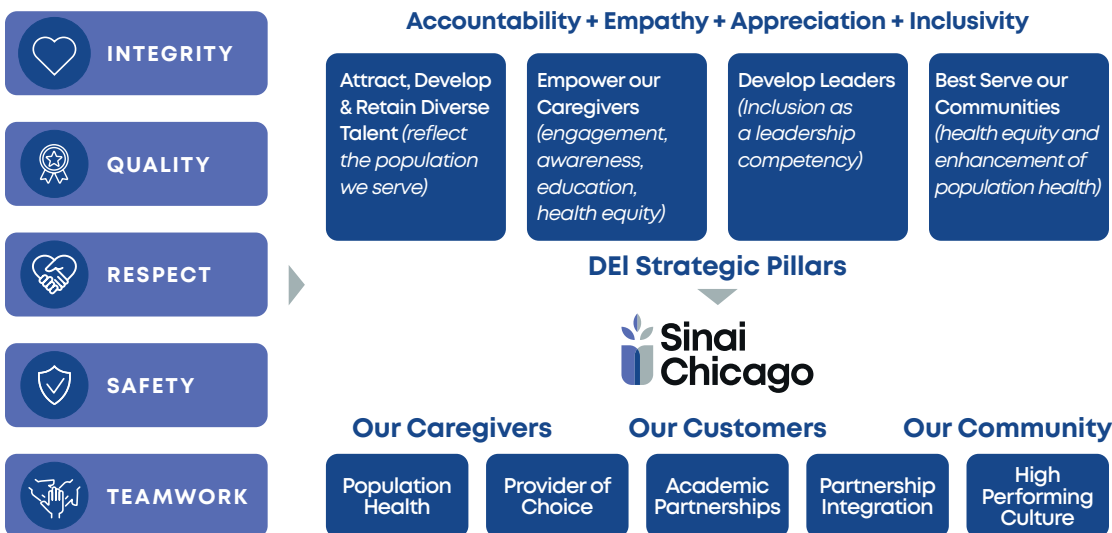 INTEGRITY
QUALITY
RESPECT
SAFETY
TEAMWORK
Accountability + Empathy + Appreciation + Inclusivity
Attract, Develop
& Retain Diverse
Talent (reflect
the population
we serve)
Empower our
Caregivers
(engagement,
awareness,
education,
health equity)
Develop Leaders
(Inclusion as
a leadership
competency)
Best Serve our
Communities
(health equity and
enhancement of
population health)
DEI Strategic Pillars
Sinai
Chicago
Our Caregivers
Our Customers
Our Community
Population
Health
Provider of
Choice
Academic
Partnerships
Partnership
Integration
High
Performing
Culture